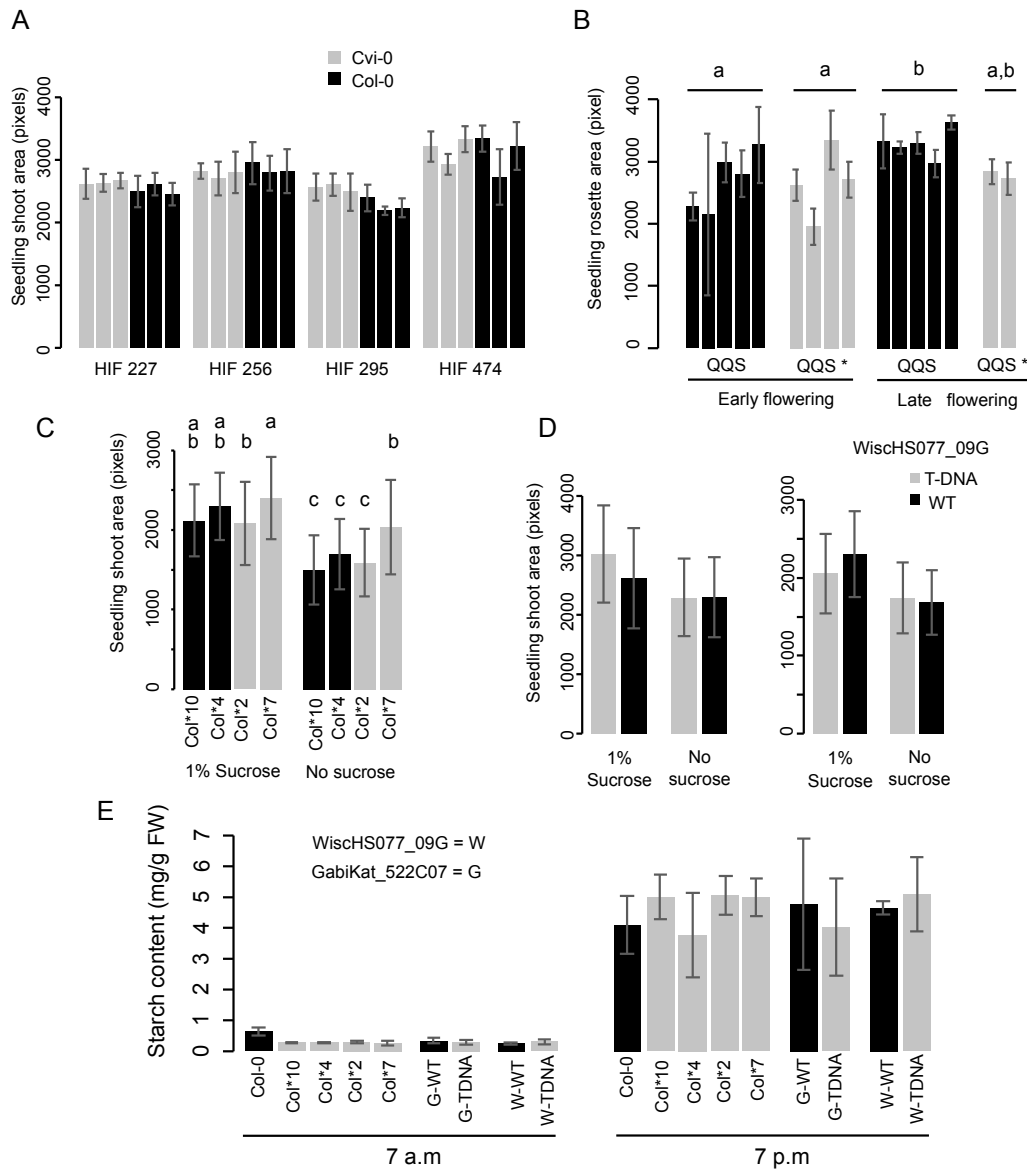 A
Cvi-0
Col-0
Seedling shoot area (pixels)
0 1000 2000 3000 4000
HIF 227 HIF 256 HIF 295 HIF 474
B
a a b a,b
Seedling rosette area (pixel)
0 1000 2000 3000 4000
QQS QQS * QQS QQS *
Early flowering Late flowering
C
a b a b b a
c c c b
Seedling shoot area (pixels)
0 1000 2000 3000
Col*10 Col*4 Col*2 Col*7 Col*10 Col*4 Col*2 Col*7
1% Sucrose No sucrose
D
WiscHS077_09G
T-DNA
WT
Seedling shoot area (pixels)
0 1000 2000 3000 4000
0 1000 2000 3000
1% No 1% No
Sucrose sucrose Sucrose sucrose
E
WiscHS077_09G = W
GabiKat_522C07 = G
Starch content (mg/g FW)
0 1 2 3 4 5 6 7
Col-0 Col*10 Col*4 Col*2 Col*7 G-WT G-TDNA W-WT W-TDNA
7 a.m
Col-0 Col*10 Col*4 Col*2 Col*7 G-WT G-TDNA W-WT W-TDNA
7 p.m